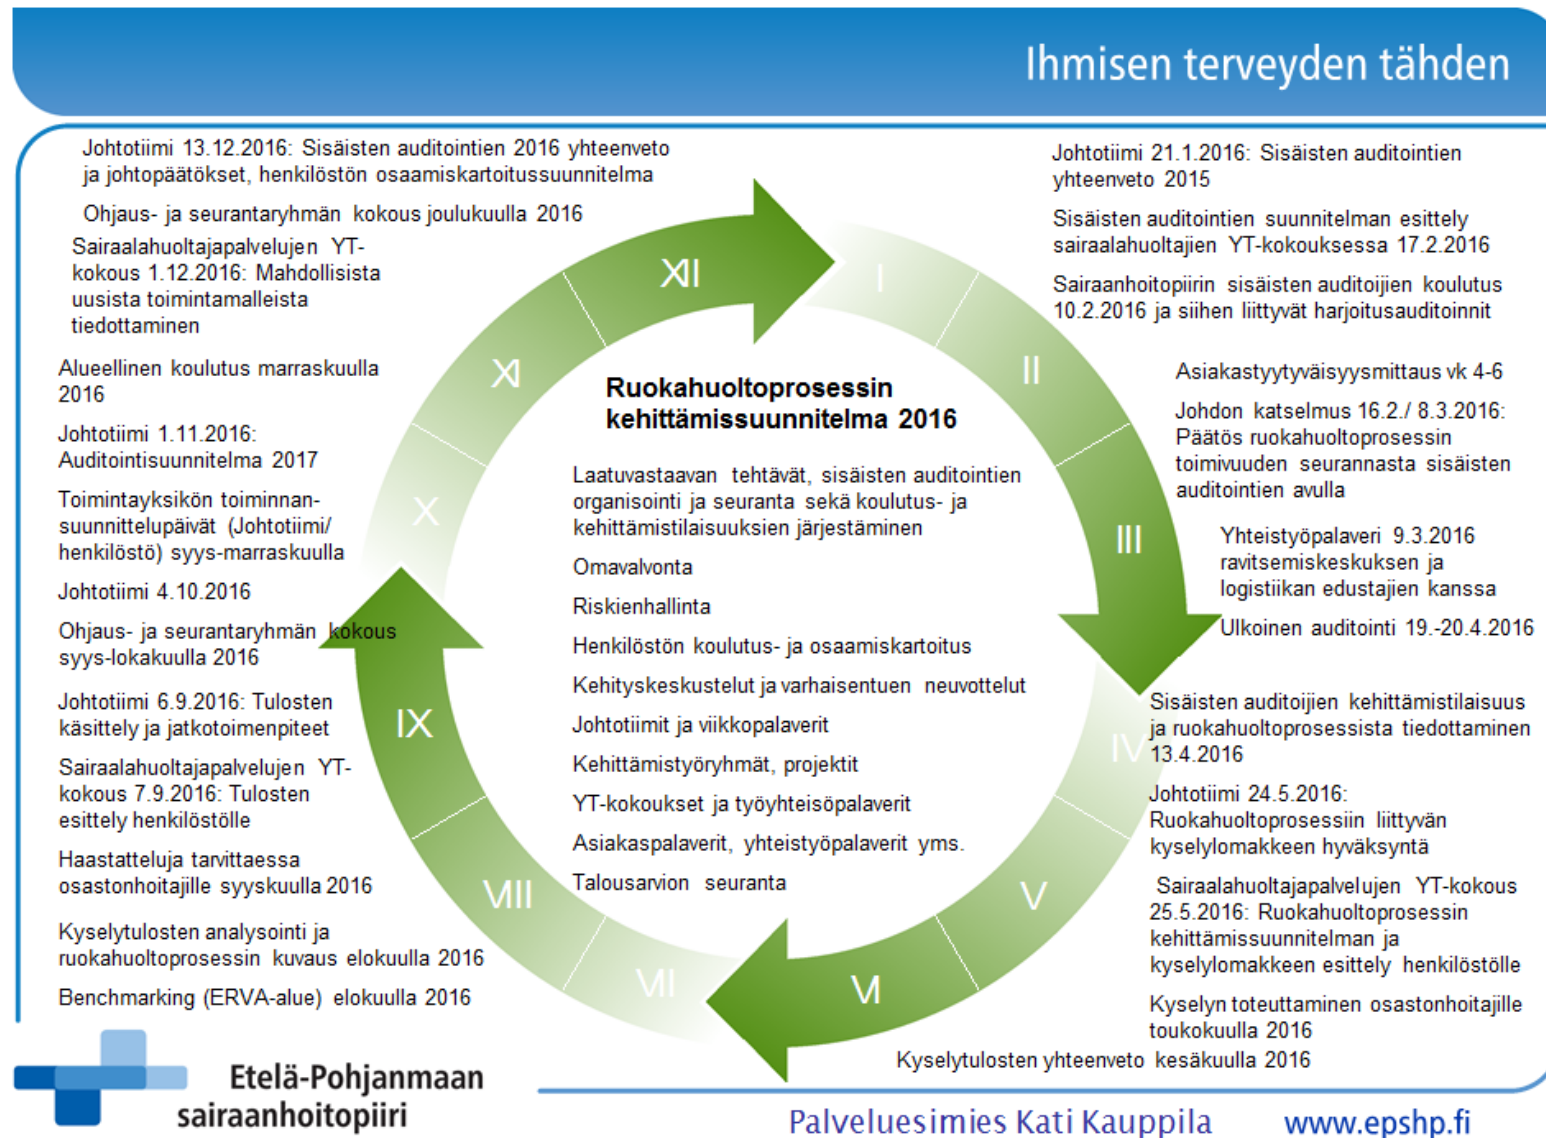 Ihmisen terveyden tähden
Johtotiimi 13.12.2016: Sisäisten auditointien 2016 yhteenveto
ja johtopäätökset, henkilöstön osaamiskartoitussuunnitelma
Ohjaus- ja seurantaryhmän kokous joulukuulla 2016
Sairaalahuoltajapalvelujen YT-
kokous 1.12.2016: Mahdollisista
uusista toimintamalleista
tiedottaminen
Alueellinen koulutus marraskuulla
2016
Johtotiimi 1.11.2016:
Auditointisuunnitelma 2017
Toimintayksikön toiminnan-
suunnittelupäivät (Johtotiimi/
henkilöstö) syys-marraskuulla
Johtotiimi 4.10.2016
Ohjaus- ja seurantaryhmän kokous
syys-lokakuulla 2016
Johtotiimi 6.9.2016: Tulosten
käsittely ja jatkotoimenpiteet
Sairaalahuoltajapalvelujen YT-
kokous 7.9.2016: Tulosten
esittely henkilöstölle
Haastatteluja tarvittaessa
osastonhoitajille syyskuulla 2016
Kyselytulosten analysointi ja
ruokahuoltoprosessin kuvaus elokuulla 2016
Benchmarking (ERVA-alue) elokuulla 2016
XII
I
II
III
IV
V
VI
VII
VIII
IX
X
XI
Ruokahuoltoprosessin
kehittämissuunnitelma 2016
Laatuvastaavan tehtävät, sisäisten auditointien
organisointi ja seuranta sekä koulutus- ja
kehittämistilaisuuksien järjestäminen
Omavalvonta
Riskienhallinta
Henkilöstön koulutus- ja osaamiskartoitus
Kehityskeskustelut ja varhaisentuen neuvottelut
Johtotiimit ja viikkopalaverit
Kehittämistyöryhmät, projektit
YT-kokoukset ja työyhteisöpalaverit
Asiakaspalaverit, yhteistyöpalaverit yms.
Talousarvion seuranta
Johtotiimi 21.1.2016: Sisäisten auditointien
yhteenveto 2015
Sisäisten auditointien suunnitelman esittely
sairaalahuoltajien YT-kokouksessa 17.2.2016
Sairaanhoitopiirin sisäisten auditoijien koulutus
10.2.2016 ja siihen liittyvät harjoitusauditoinnit
Asiakastyytyväisyysmittaus vk 4-6
Johdon katselmus 16.2./ 8.3.2016:
Päätös ruokahuoltoprosessin
toimivuuden seurannasta sisäisten
auditointien avulla
Yhteistyöpalaveri 9.3.2016
ravitsemiskeskuksen ja
logistiikan edustajien kanssa
Ulkoinen auditointi 19.-20.4.2016
Sisäisten auditoijien kehittämistilaisuus
ja ruokahuoltoprosessista tiedottaminen
13.4.2016
Johtotiimi 24.5.2016:
Ruokahuoltoprosessiin liittyvän
kyselylomakkeen hyväksyntä
Sairaalahuoltajapalvelujen YT-kokous
25.5.2016: Ruokahuoltoprosessin
kehittämissuunnitelman ja
kyselylomakkeen esittely henkilöstölle
Kyselyn toteuttaminen osastonhoitajille
toukokuulla 2016
Kyselytulosten yhteenveto kesäkuulla 2016
Etelä-Pohjanmaan
sairaanhoitopiiri
Palveluesimies Kati Kauppila
www.epshp.fi